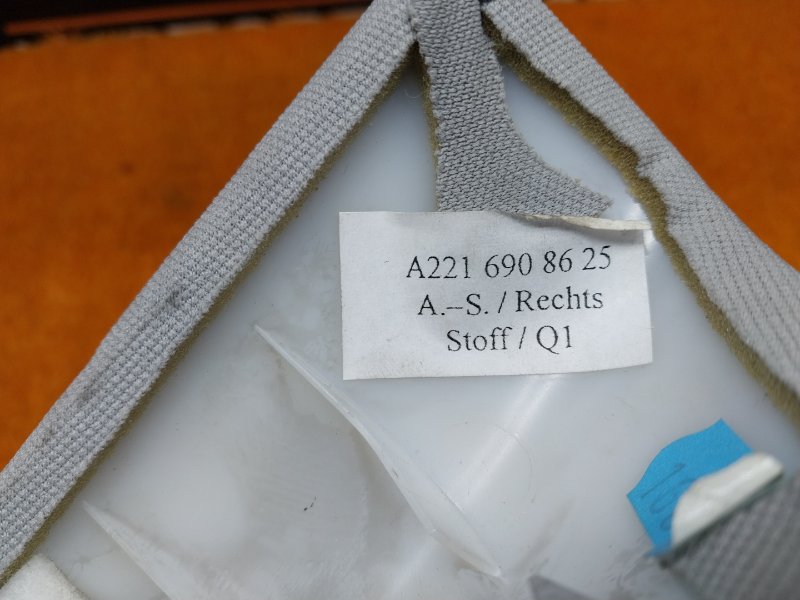 A221 690 86 25
A.–S. / Rechts
Stoff / Q1